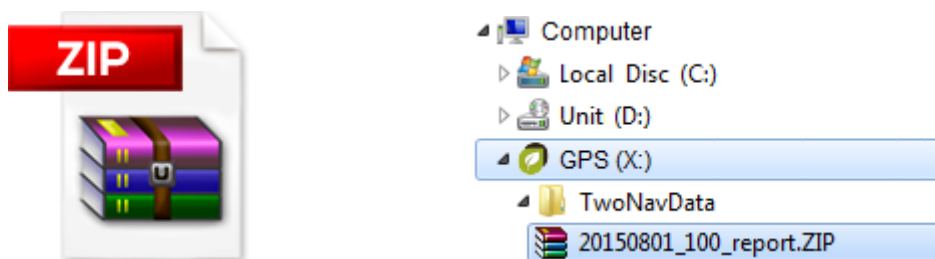 ZIP
U
Computer
Local Disc (C:)
Unit (D:)
GPS (X:)
TwoNavData
20150801_100_report.ZIP